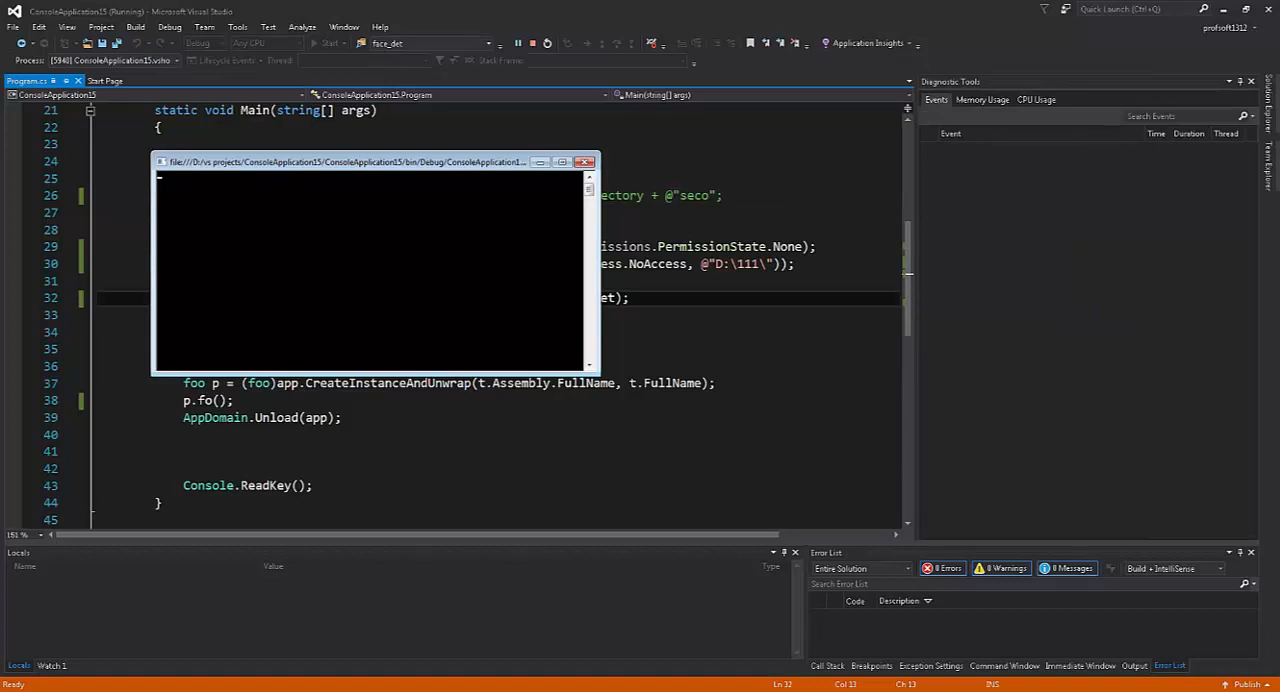 ConsoleApplication15 (Running) - Microsoft Visual Studio
Quick Launch (Ctrl+Q)
File Edit View Project Build Debug Team Tools Test Analyze Window Help
profsoft1312
Debug Any CPU Start face_det Application Insights
Process: [5940] ConsoleApplication15.vsho Lifecycle Events Thread: Stack Frame:
Program.cs Start Page
ConsoleApplication15 ConsoleApplication15.Program Main(string[] args)
21 static void Main(string[] args)
22 {
23
24
25
26 ectory + @"seco";
27
28
29 issions.PermissionState.None);
30 ess.NoAccess, @"D:\111\"));
31
32 et);
33
34
35
36
37 foo p = (foo)app.CreateInstanceAndUnwrap(t.Assembly.FullName, t.FullName);
38 p.fo();
39 AppDomain.Unload(app);
40
41
42
43 Console.ReadKey();
44 }
45
file:///D:/vs projects/ConsoleApplication15/ConsoleApplication15/bin/Debug/ConsoleApplication1...
151 %
Diagnostic Tools
Events Memory Usage CPU Usage
Search Events
Event Time Duration Thread
Solution Explorer
Team Explorer
Locals
Name Value Type
Locals Watch 1
Error List
Entire Solution 0 Errors 0 Warnings 0 Messages Build + IntelliSense
Search Error List
Code Description
Call Stack Breakpoints Exception Settings Command Window Immediate Window Output Error List
Ready Ln 32 Col 13 Ch 13 INS Publish